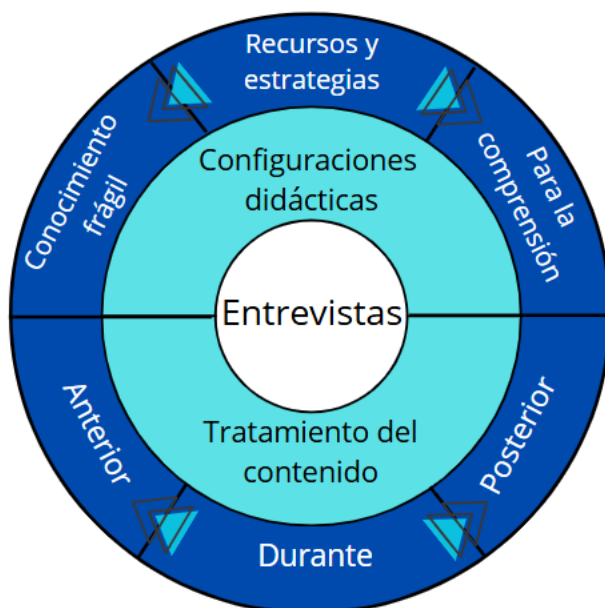 Recursos y
estrategias
Conocimiento
frágil
Para la
comprensión
Configuraciones
didácticas
Entrevistas
Tratamiento del
contenido
Anterior
Durante
Posterior